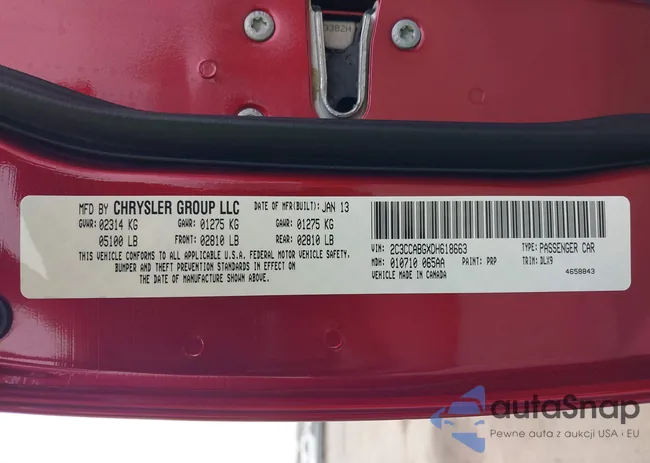 33B2H
MFD BY CHRYSLER GROUP LLC
DATE OF MFR(BUILT): JAN 13
GVWR: 02314 KG GAWR: 01275 KG GAWR: 01275 KG
05100 LB FRONT: 02810 LB REAR: 02810 LB
THIS VEHICLE CONFORMS TO ALL APPLICABLE U.S.A. FEDERAL MOTOR VEHICLE SAFETY,
BUMPER AND THEFT PREVENTION STANDARDS IN EFFECT ON
THE DATE OF MANUFACTURE SHOWN ABOVE.
VIN: 2C3CCABGXDH618663 TYPE: PASSENGER CAR
MDH: 010710 065AA PAINT: PRP TRIM: DLX9
VEHICLE MADE IN CANADA 4658843
autoSnap
Pewne auta z aukcji USA i EU